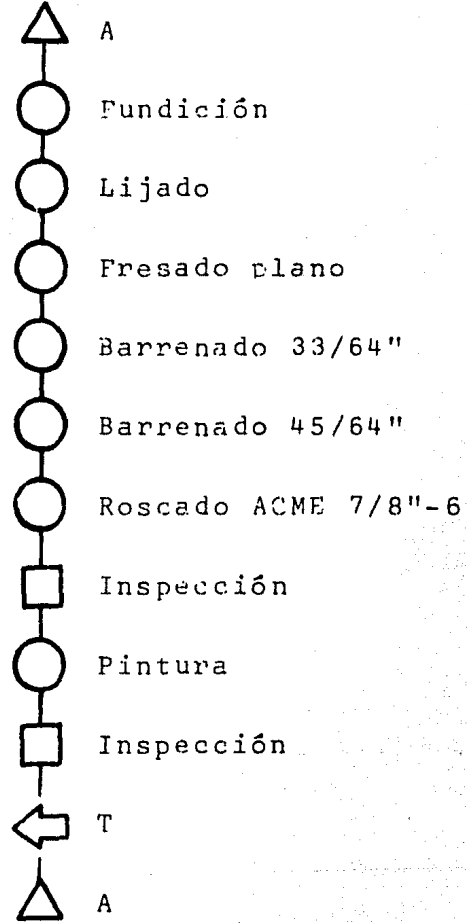 A
Fundición
Lijado
Fresado plano
Barrenado 33/64"
Barrenado 45/64"
Roscado ACME 7/8"-6
Inspección
Pintura
Inspección
T
A